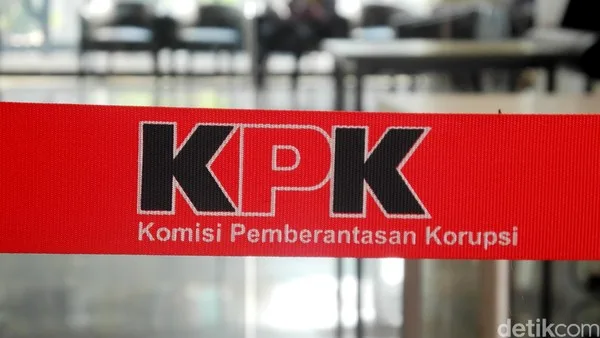 KPK
Komisi Pemberantasan Korupsi
detikcom